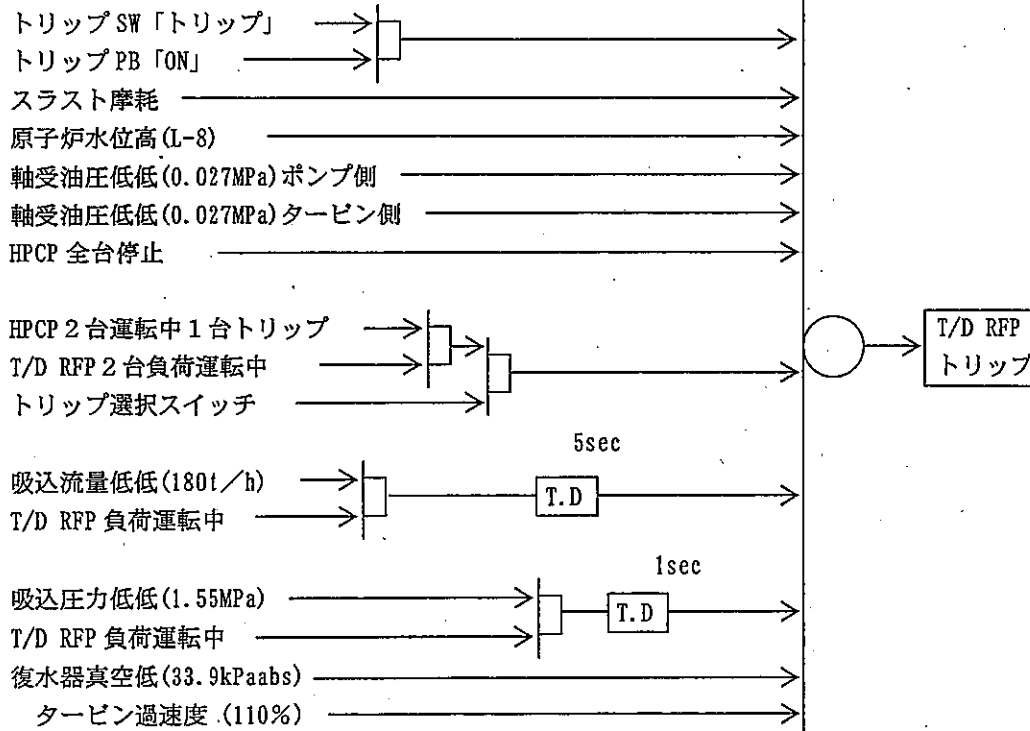 トリップSW「トリップ」
トリップPB「ON」
スラスト摩耗
原子炉水位高(L-8)
軸受油圧低低(0.027MPa)ポンプ側
軸受油圧低低(0.027MPa)タービン側
HPCP 全台停止
HPCP２台運転中１台トリップ
T/D RFP２台負荷運転中
トリップ選択スイッチ
T/D RFP
トリップ
5sec
吸込流量低低(180t／h)
T.D
T/D RFP 負荷運転中
1sec
吸込圧力低低(1.55MPa)
T.D
T/D RFP 負荷運転中
復水器真空低(33.9kPaabs)
タービン過速度 (110%)